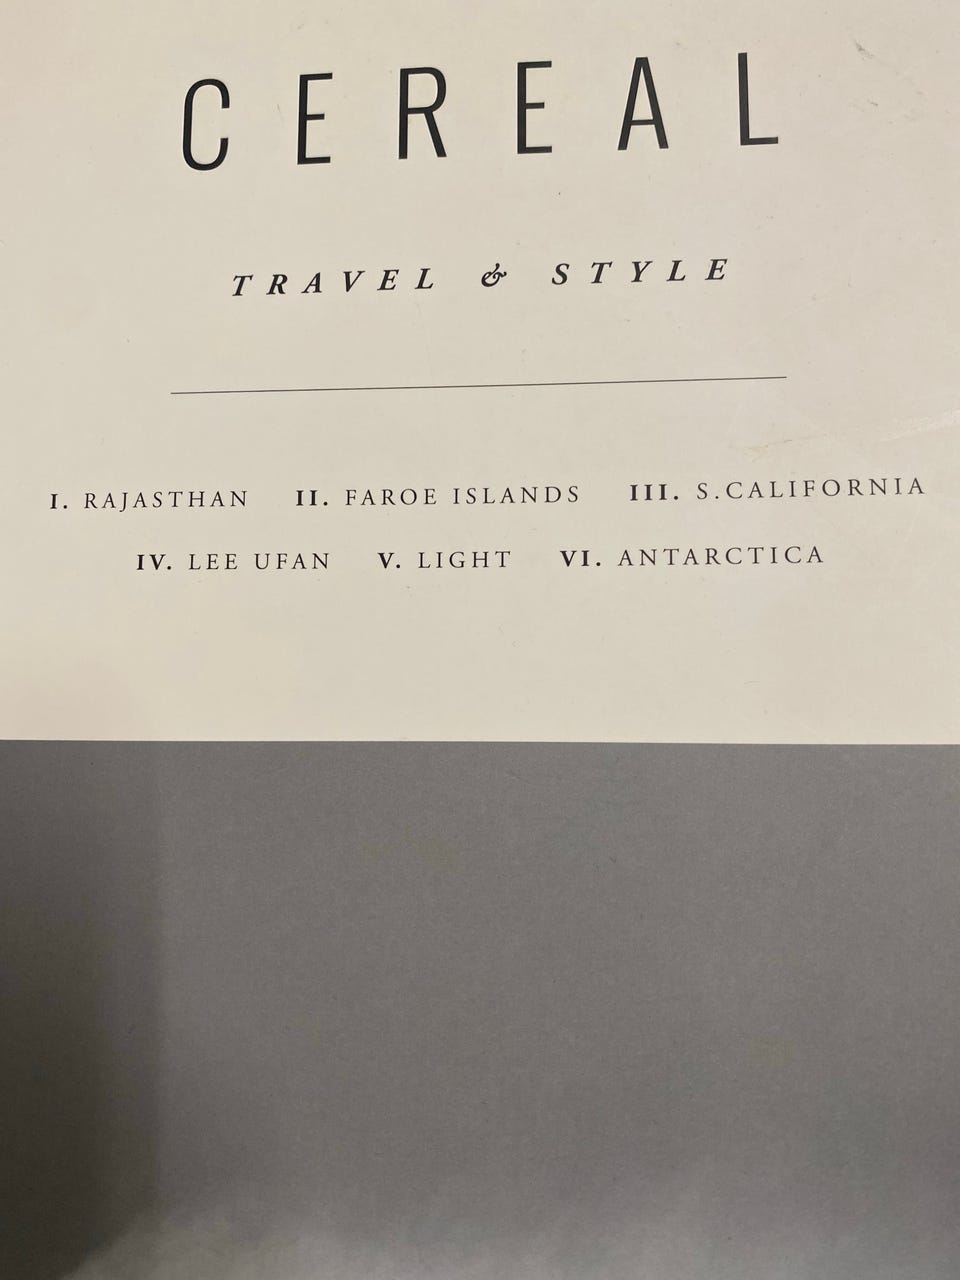 CEREAL
TRAVEL & STYLE
I. RAJASTHAN II. FAROE ISLANDS III. S.CALIFORNIA
IV. LEE UFAN V. LIGHT VI. ANTARCTICA